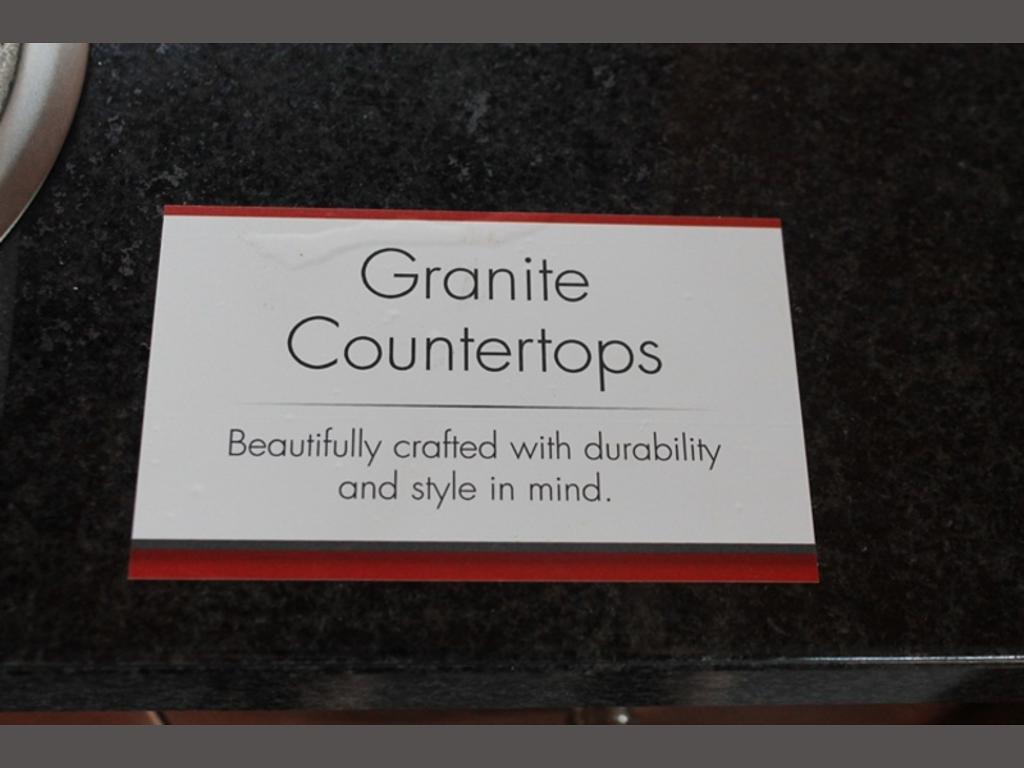 Granite
Countertops
Beautifully crafted with durability
and style in mind.